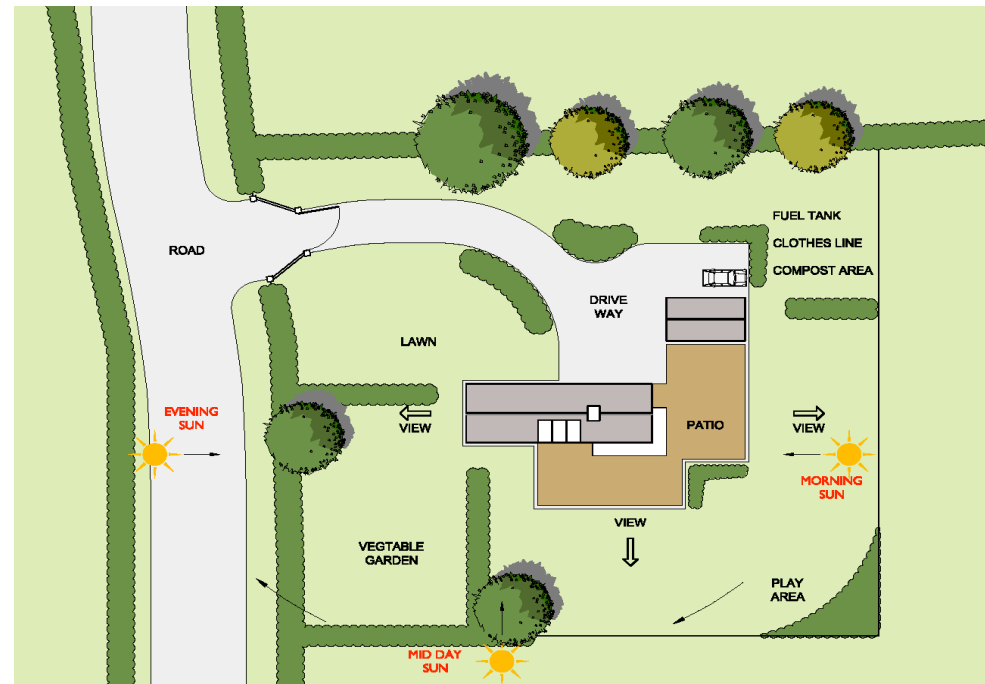 FUEL TANK
CLOTHES LINE
COMPOST AREA
ROAD
DRIVE
WAY
LAWN
EVENING
SUN
VIEW
PATIO
VIEW
MORNING
SUN
VIEW
VEGTABLE
GARDEN
PLAY
AREA
MID DAY
SUN